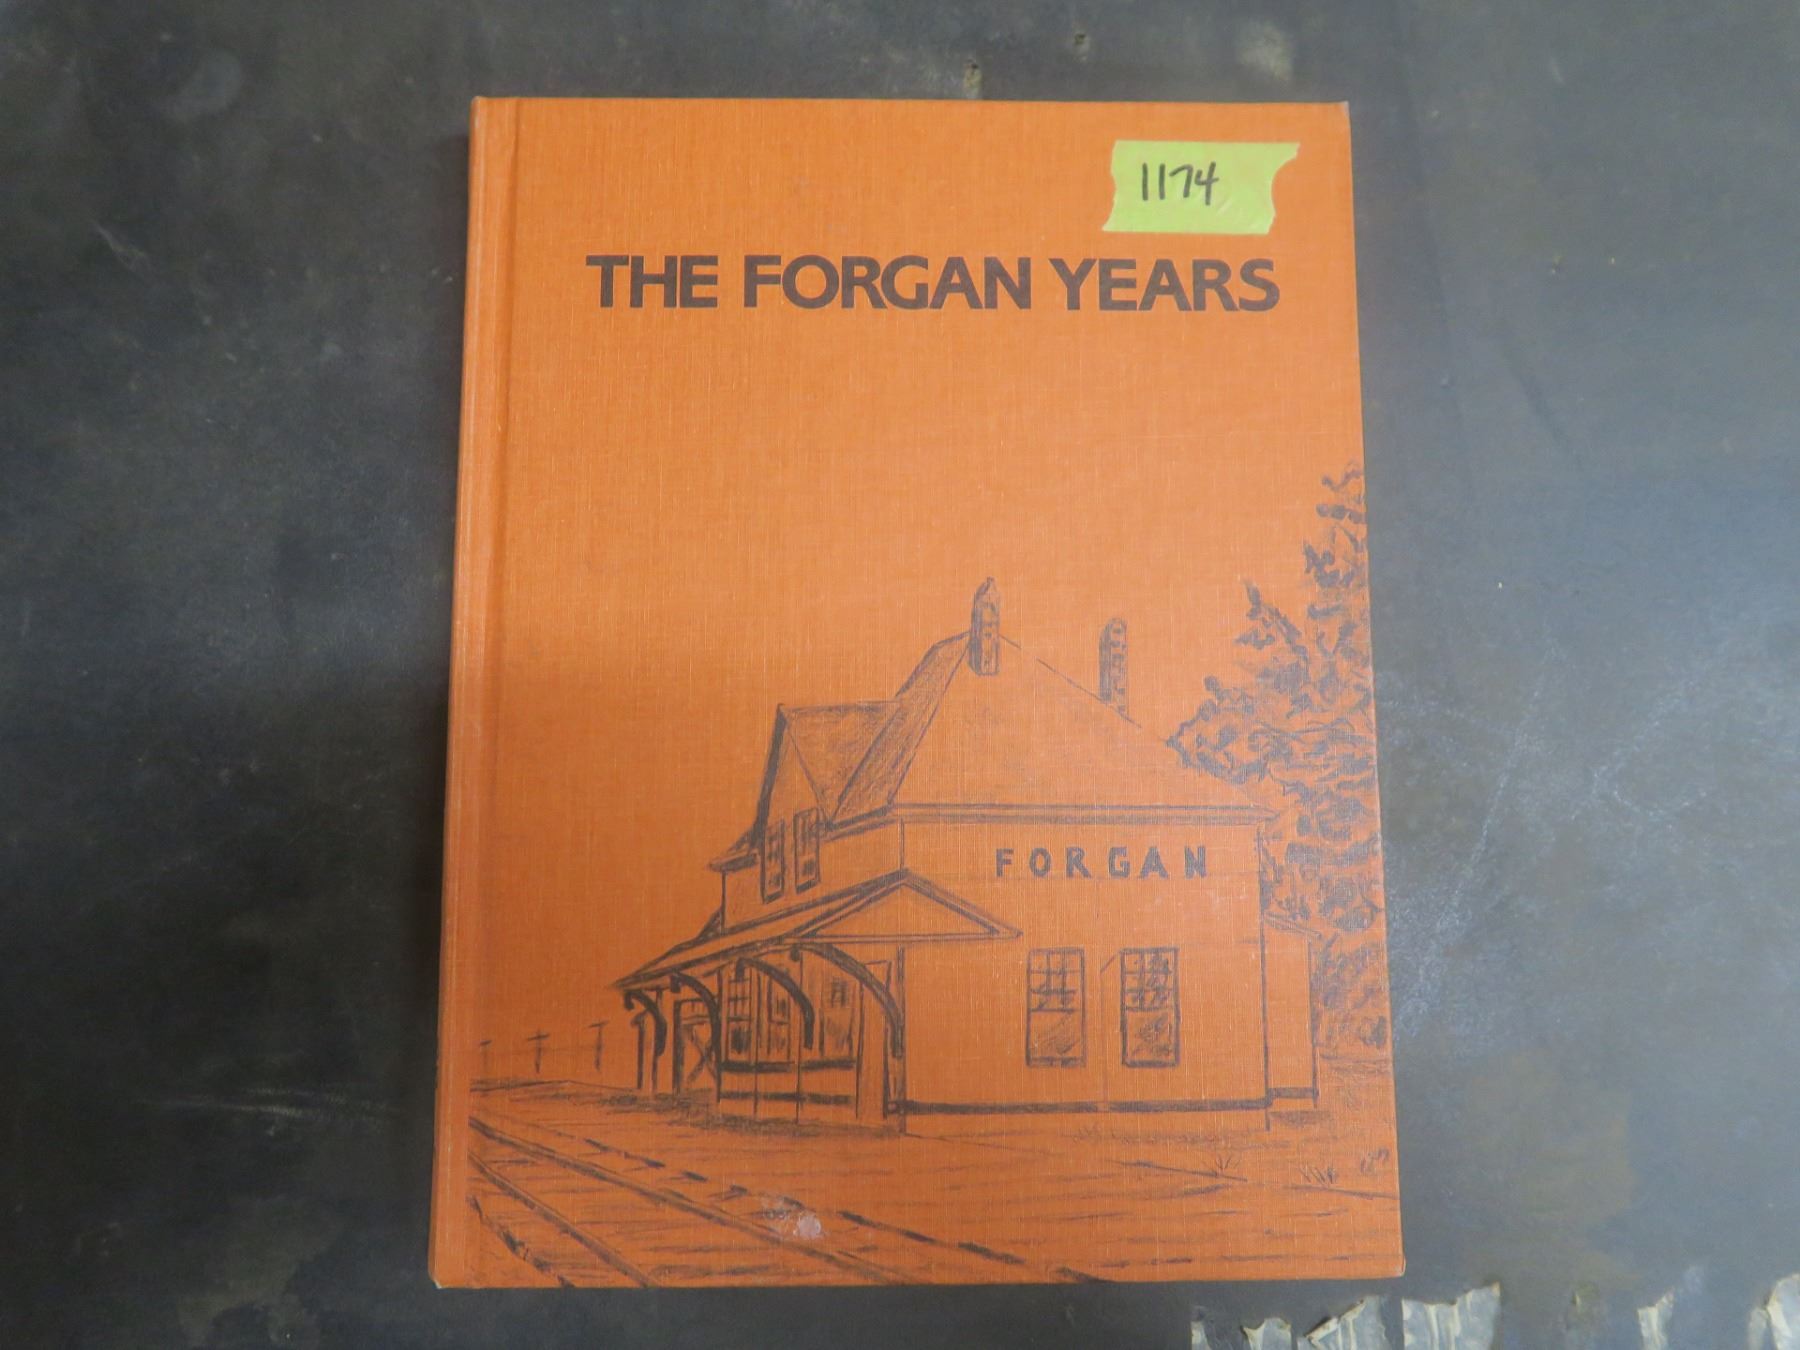 1174
THE FORGAN YEARS
FORGAN